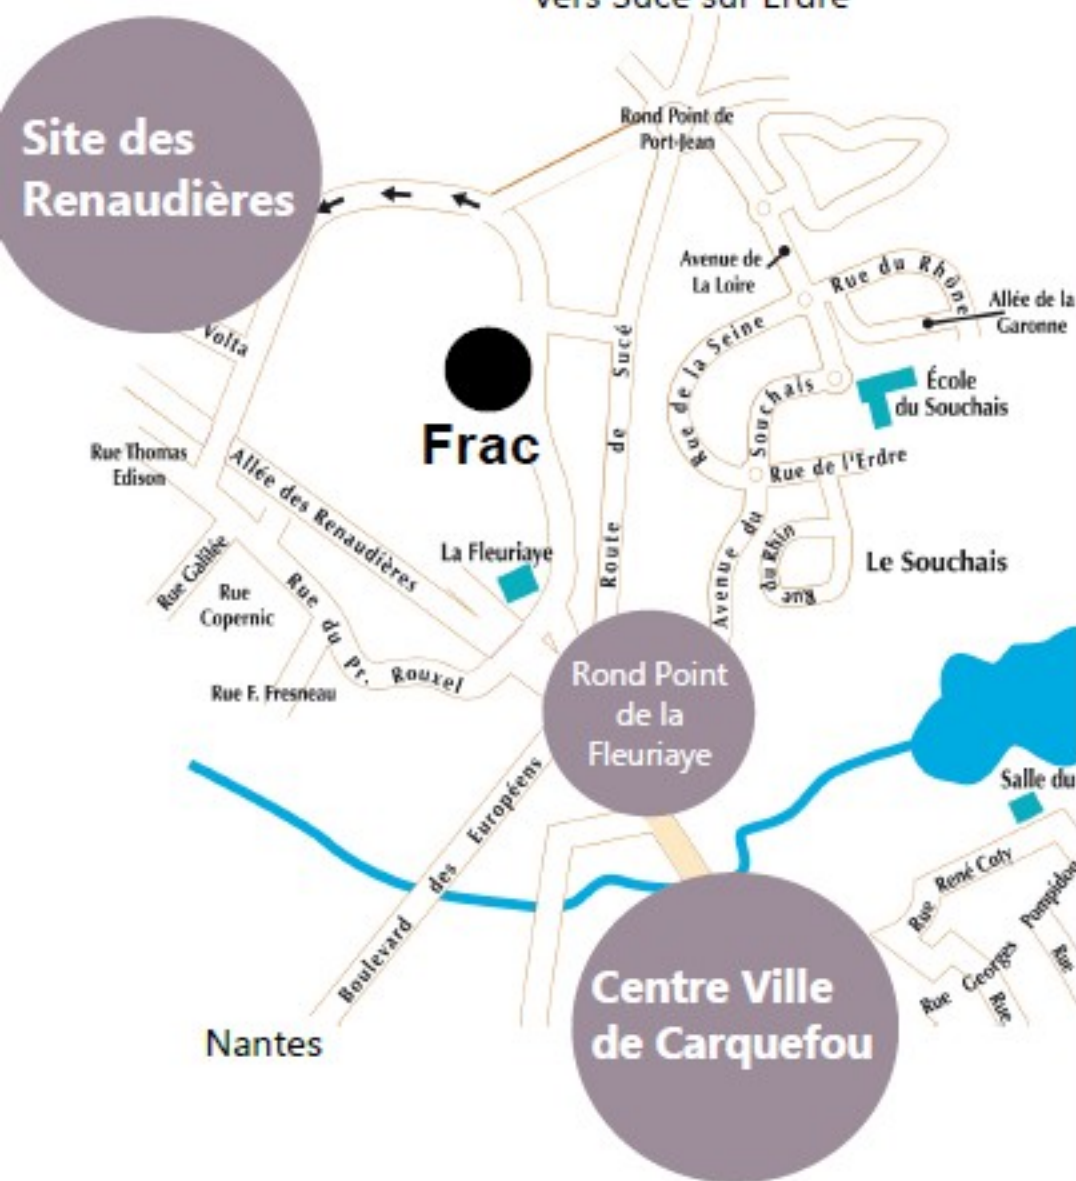 vers Sucé sur Erdre
Site des
Renaudières
Rond Point de
Port-Jean
Avenue de
La Loire
Rue du Rhône
Allée de la
Garonne
Volta
Rue de la Seine
Route de Sucé
École
du Souchais
Frac
Avenue du Souchais
Rue de l'Erdre
Rue Thomas
Edison
Allée des Renaudières
La Fleuriaye
Rue du Rhin
Le Souchais
Rue Galilée
Rue
Copernic
Rue du Pr. Rouxel
Rue F. Fresneau
Rond Point
de la
Fleuriaye
Salle du
Boulevard des Européens
Rue René Coty
Rue Georges Pompidou
Rue
Rue
Centre Ville
de Carquefou
Nantes